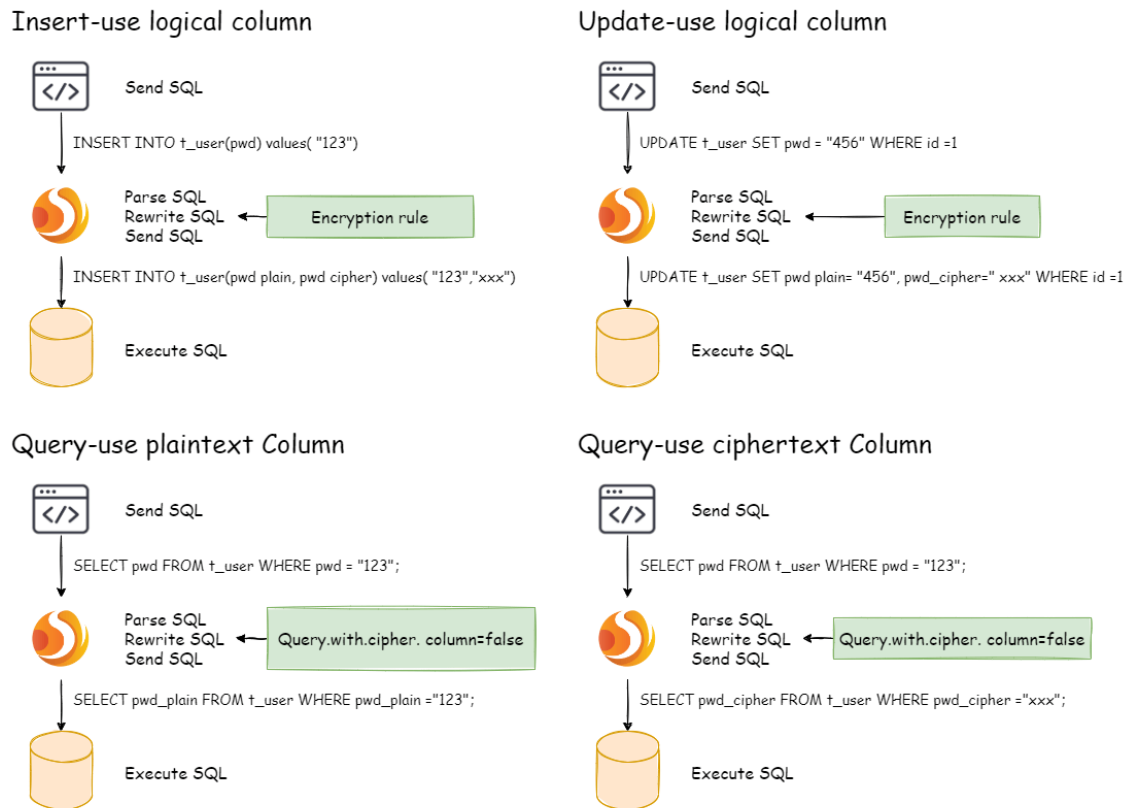 Insert-use logical column
</>
Send SQL
INSERT INTO t_user(pwd) values( "123")
Parse SQL
Rewrite SQL
Send SQL
Encryption rule
INSERT INTO t_user(pwd plain, pwd cipher) values( "123","xxx")
Execute SQL
Update-use logical column
</>
Send SQL
UPDATE t_user SET pwd = "456" WHERE id =1
Parse SQL
Rewrite SQL
Send SQL
Encryption rule
UPDATE t_user SET pwd plain= "456", pwd_cipher=" xxx" WHERE id =1
Execute SQL
Query-use plaintext Column
</>
Send SQL
SELECT pwd FROM t_user WHERE pwd = "123";
Parse SQL
Rewrite SQL
Send SQL
Query.with.cipher. column=false
SELECT pwd_plain FROM t_user WHERE pwd_plain ="123";
Execute SQL
Query-use ciphertext Column
</>
Send SQL
SELECT pwd FROM t_user WHERE pwd = "123";
Parse SQL
Rewrite SQL
Send SQL
Query.with.cipher. column=false
SELECT pwd_cipher FROM t_user WHERE pwd_cipher ="xxx";
Execute SQL